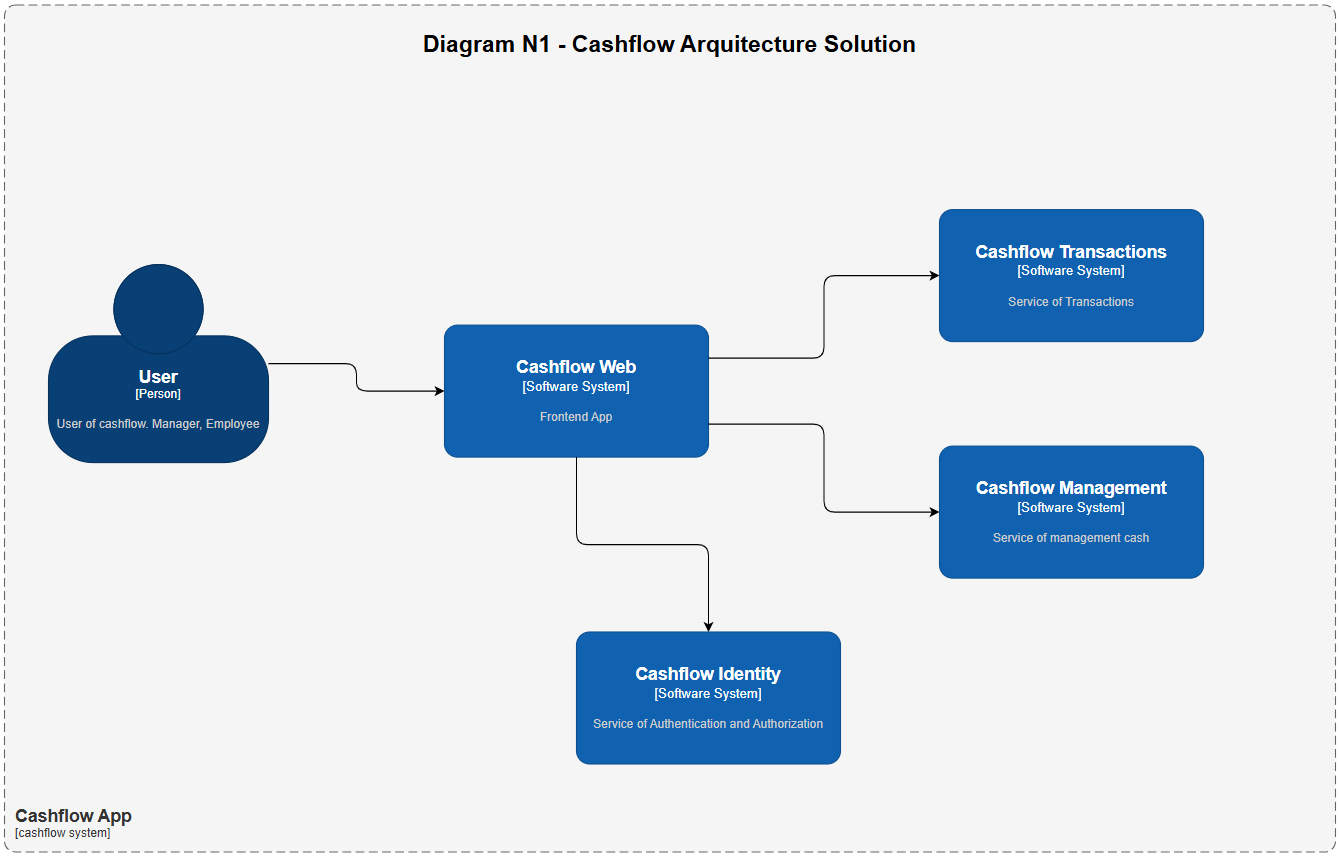 Diagram N1 - Cashflow Arquitecture Solution
User
[Person]
User of cashflow. Manager, Employee
Cashflow Web
[Software System]
Frontend App
Cashflow Transactions
[Software System]
Service of Transactions
Cashflow Management
[Software System]
Service of management cash
Cashflow Identity
[Software System]
Service of Authentication and Authorization
Cashflow App
[cashflow system]